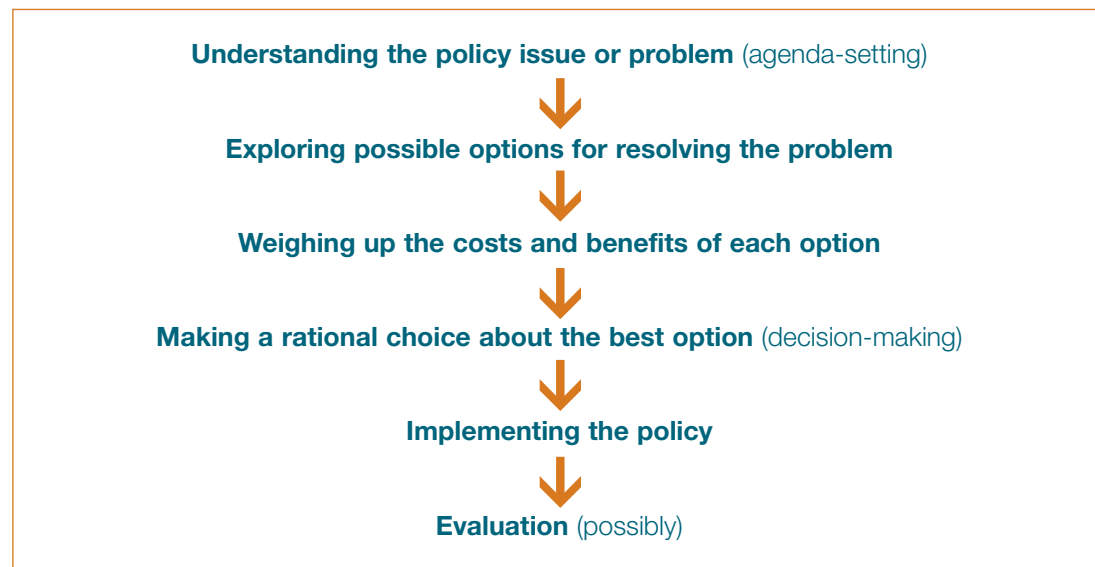 Understanding the policy issue or problem (agenda-setting)
Exploring possible options for resolving the problem
Weighing up the costs and benefits of each option
Making a rational choice about the best option (decision-making)
Implementing the policy
Evaluation (possibly)